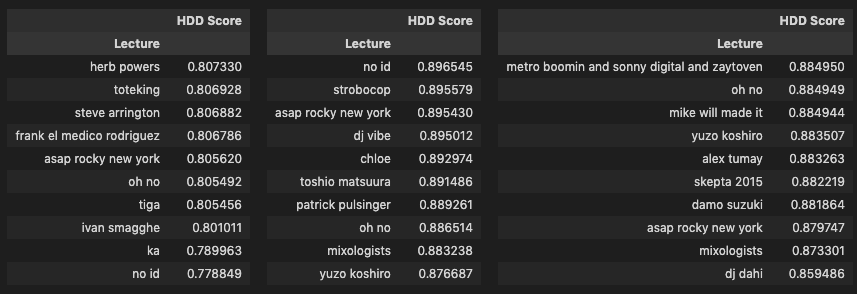 HDD Score
Lecture
herb powers 0.807330
toteking 0.806928
steve arrington 0.806882
frank el medico rodriguez 0.806786
asap rocky new york 0.805620
oh no 0.805492
tiga 0.805456
ivan smagghe 0.801011
ka 0.789963
no id 0.778849
HDD Score
Lecture
no id 0.896545
strobocop 0.895579
asap rocky new york 0.895430
dj vibe 0.895012
chloe 0.892974
toshio matsuura 0.891486
patrick pulsinger 0.889261
oh no 0.886514
mixologists 0.883238
yuzo koshiro 0.876687
HDD Score
Lecture
metro boomin and sonny digital and zaytoven 0.884950
oh no 0.884949
mike will made it 0.884944
yuzo koshiro 0.883507
alex tumay 0.883263
skepta 2015 0.882219
damo suzuki 0.881864
asap rocky new york 0.879747
mixologists 0.873301
dj dahi 0.859486